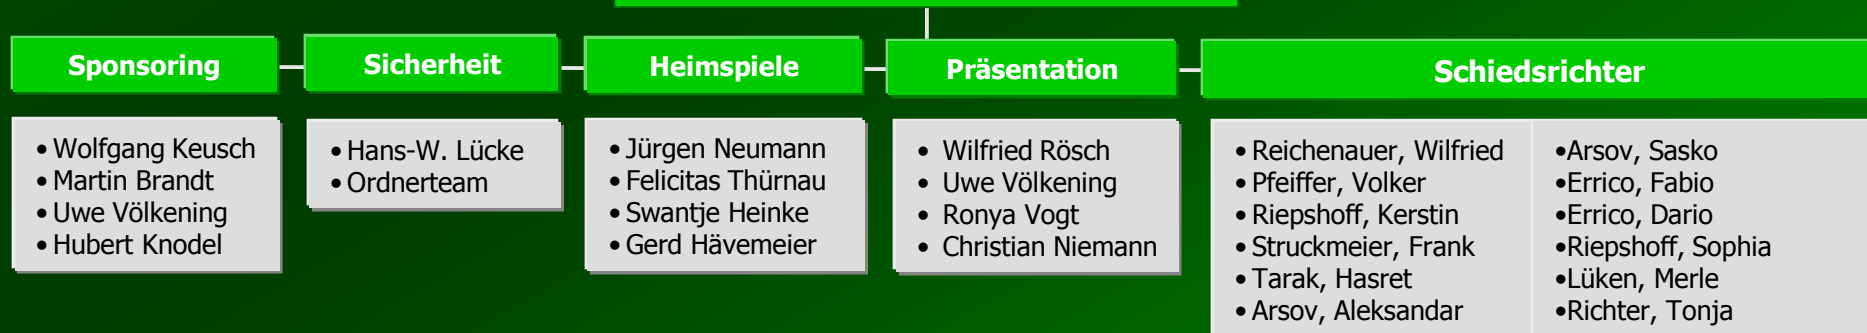 Sponsoring
• Wolfgang Keusch
• Martin Brandt
• Uwe Völkening
• Hubert Knodel
Sicherheit
• Hans-W. Lücke
• Ordnerteam
Heimspiele
• Jürgen Neumann
• Felicitas Thürnau
• Swantje Heinke
• Gerd Hävemeier
Präsentation
• Wilfried Rösch
• Uwe Völkening
• Ronya Vogt
• Christian Niemann
Schiedsrichter
• Reichenauer, Wilfried
• Pfeiffer, Volker
• Riepshoff, Kerstin
• Struckmeier, Frank
• Tarak, Hasret
• Arsov, Aleksandar
•Arsov, Sasko
•Errico, Fabio
•Errico, Dario
•Riepshoff, Sophia
•Lüken, Merle
•Richter, Tonja